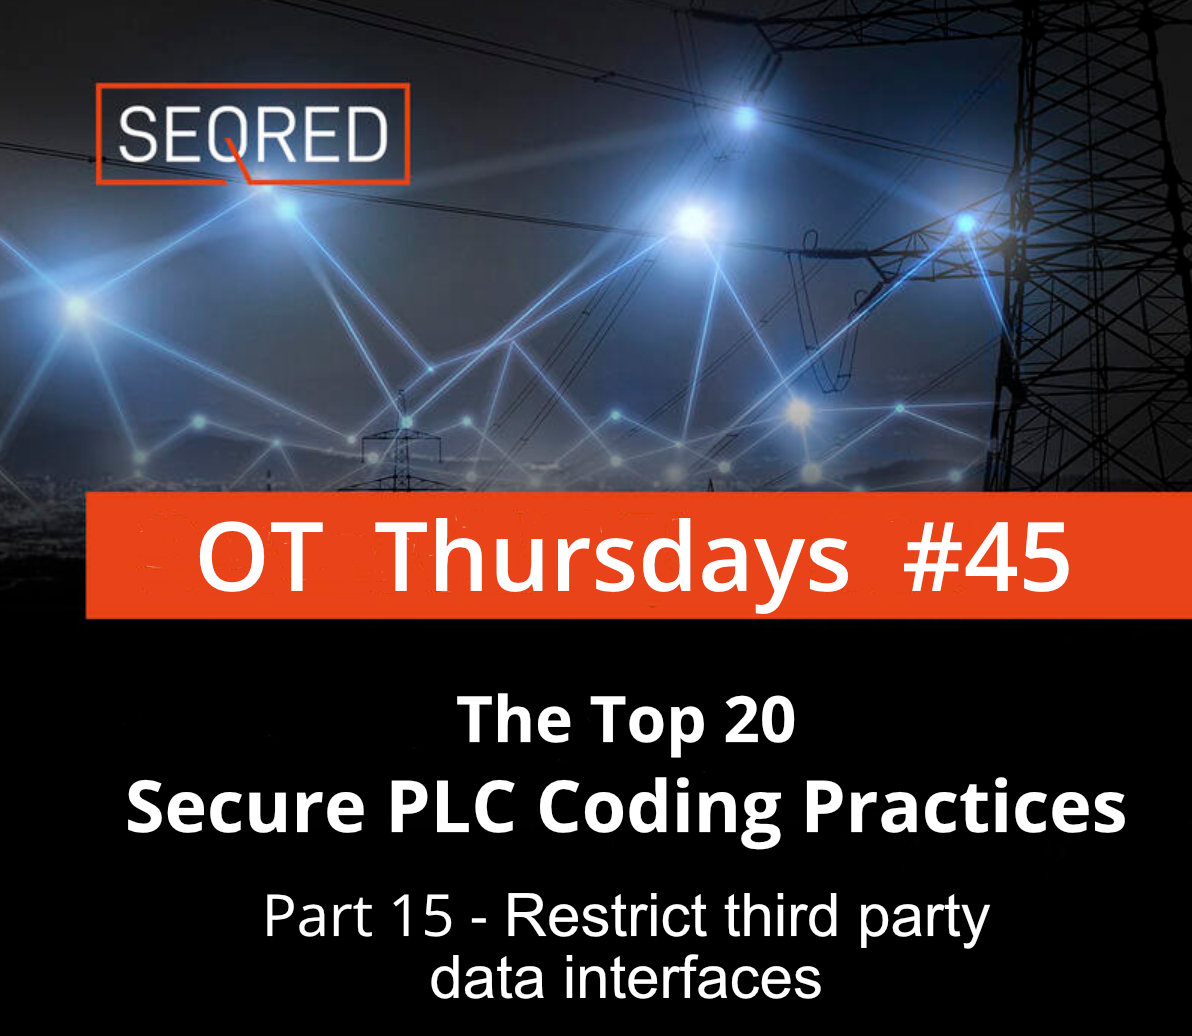 SEQRED
OT Thursdays #45
The Top 20
Secure PLC Coding Practices
Part 15 - Restrict third party
data interfaces